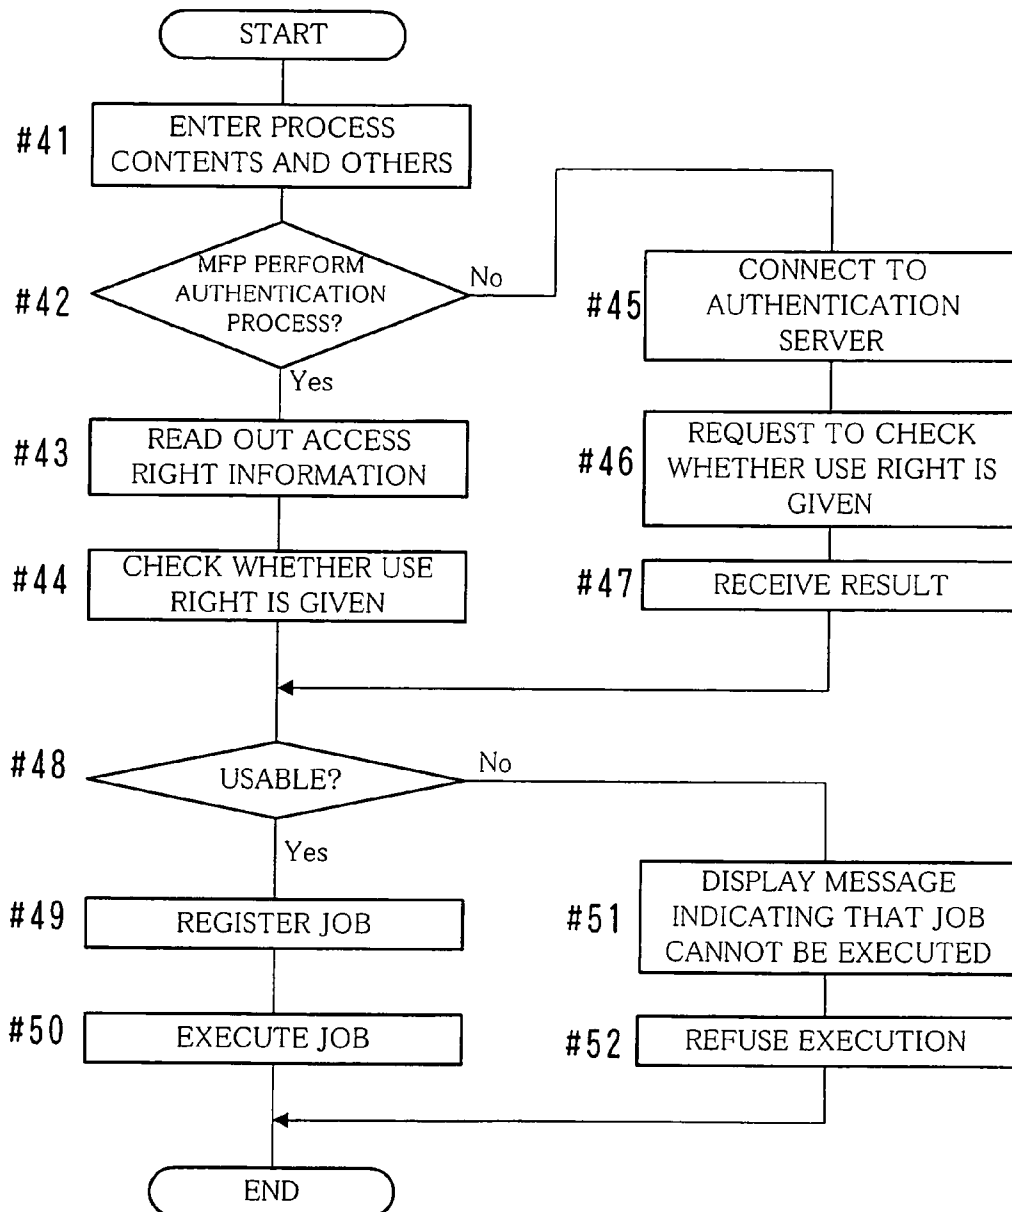 START
#41
ENTER PROCESS
CONTENTS AND OTHERS
#42
MFP PERFORM
AUTHENTICATION
PROCESS?
No
Yes
#43
READ OUT ACCESS
RIGHT INFORMATION
#44
CHECK WHETHER USE
RIGHT IS GIVEN
#45
CONNECT TO
AUTHENTICATION
SERVER
#46
REQUEST TO CHECK
WHETHER USE RIGHT IS
GIVEN
#47
RECEIVE RESULT
#48
USABLE?
No
Yes
#49
REGISTER JOB
#50
EXECUTE JOB
#51
DISPLAY MESSAGE
INDICATING THAT JOB
CANNOT BE EXECUTED
#52
REFUSE EXECUTION
END